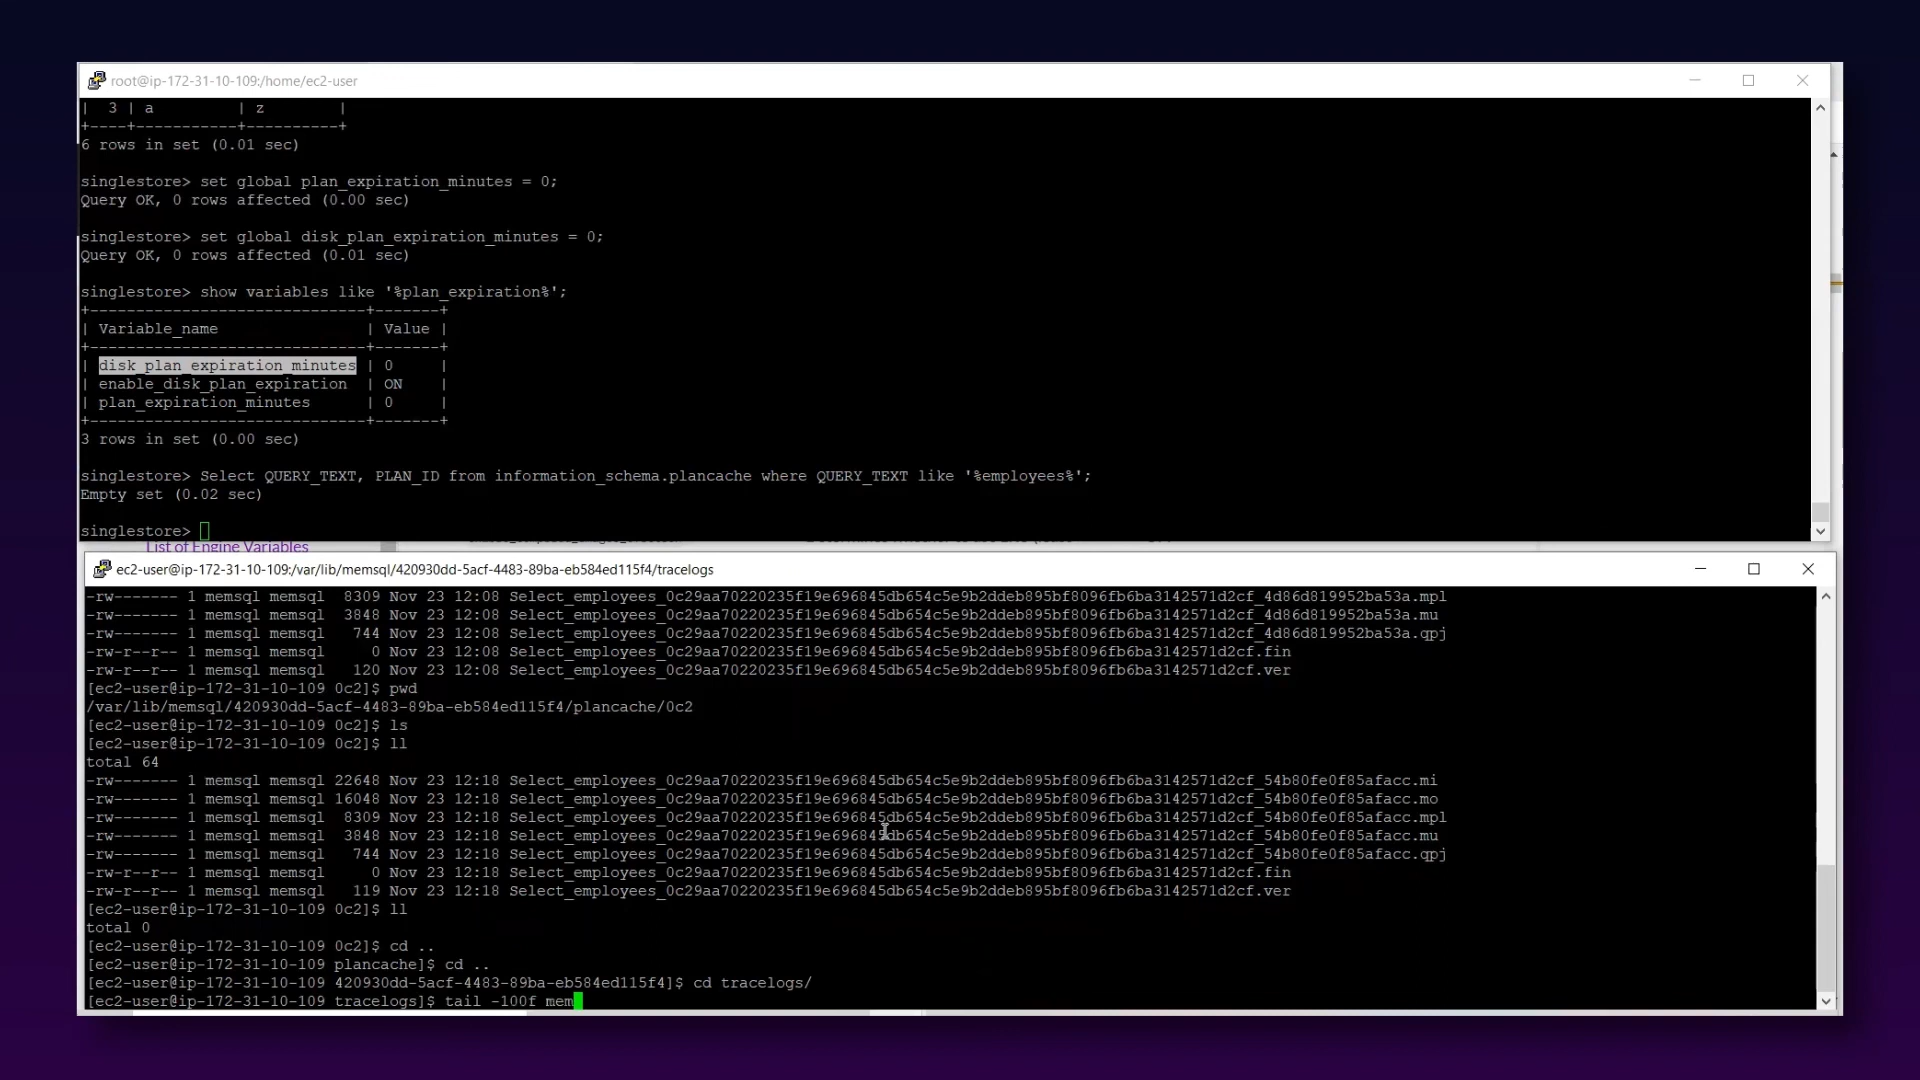 root@ip-172-31-10-109:/home/ec2-user
| 3 | a | z |
+----+-----------+----------+
6 rows in set (0.01 sec)
singlestore> set global plan_expiration_minutes = 0;
Query OK, 0 rows affected (0.00 sec)
singlestore> set global disk_plan_expiration_minutes = 0;
Query OK, 0 rows affected (0.01 sec)
singlestore> show variables like '%plan_expiration%';
+------------------------------+-------+
| Variable_name | Value |
+------------------------------+-------+
| disk_plan_expiration_minutes | 0 |
| enable_disk_plan_expiration | ON |
| plan_expiration_minutes | 0 |
+------------------------------+-------+
3 rows in set (0.00 sec)
singlestore> Select QUERY_TEXT, PLAN_ID from information_schema.plancache where QUERY_TEXT like '%employees%';
Empty set (0.02 sec)
singlestore>
List of Engine Variables
ec2-user@ip-172-31-10-109:/var/lib/memsql/420930dd-5acf-4483-89ba-eb584ed115f4/tracelogs
-rw------- 1 memsql memsql 8309 Nov 23 12:08 Select_employees_0c29aa70220235f19e696845db654c5e9b2ddeb895bf8096fb6ba3142571d2cf_4d86d819952ba53a.mpl
-rw------- 1 memsql memsql 3848 Nov 23 12:08 Select_employees_0c29aa70220235f19e696845db654c5e9b2ddeb895bf8096fb6ba3142571d2cf_4d86d819952ba53a.mu
-rw------- 1 memsql memsql 744 Nov 23 12:08 Select_employees_0c29aa70220235f19e696845db654c5e9b2ddeb895bf8096fb6ba3142571d2cf_4d86d819952ba53a.qpj
-rw-r--r-- 1 memsql memsql 0 Nov 23 12:08 Select_employees_0c29aa70220235f19e696845db654c5e9b2ddeb895bf8096fb6ba3142571d2cf.fin
-rw-r--r-- 1 memsql memsql 120 Nov 23 12:08 Select_employees_0c29aa70220235f19e696845db654c5e9b2ddeb895bf8096fb6ba3142571d2cf.ver
[ec2-user@ip-172-31-10-109 0c2]$ pwd
/var/lib/memsql/420930dd-5acf-4483-89ba-eb584ed115f4/plancache/0c2
[ec2-user@ip-172-31-10-109 0c2]$ ls
[ec2-user@ip-172-31-10-109 0c2]$ ll
total 64
-rw------- 1 memsql memsql 22648 Nov 23 12:18 Select_employees_0c29aa70220235f19e696845db654c5e9b2ddeb895bf8096fb6ba3142571d2cf_54b80fe0f85afacc.mi
-rw------- 1 memsql memsql 16048 Nov 23 12:18 Select_employees_0c29aa70220235f19e696845db654c5e9b2ddeb895bf8096fb6ba3142571d2cf_54b80fe0f85afacc.mo
-rw------- 1 memsql memsql 8309 Nov 23 12:18 Select_employees_0c29aa70220235f19e696845db654c5e9b2ddeb895bf8096fb6ba3142571d2cf_54b80fe0f85afacc.mpl
-rw------- 1 memsql memsql 3848 Nov 23 12:18 Select_employees_0c29aa70220235f19e696845db654c5e9b2ddeb895bf8096fb6ba3142571d2cf_54b80fe0f85afacc.mu
-rw------- 1 memsql memsql 744 Nov 23 12:18 Select_employees_0c29aa70220235f19e696845db654c5e9b2ddeb895bf8096fb6ba3142571d2cf_54b80fe0f85afacc.qpj
-rw-r--r-- 1 memsql memsql 0 Nov 23 12:18 Select_employees_0c29aa70220235f19e696845db654c5e9b2ddeb895bf8096fb6ba3142571d2cf.fin
-rw-r--r-- 1 memsql memsql 119 Nov 23 12:18 Select_employees_0c29aa70220235f19e696845db654c5e9b2ddeb895bf8096fb6ba3142571d2cf.ver
[ec2-user@ip-172-31-10-109 0c2]$ ll
total 0
[ec2-user@ip-172-31-10-109 0c2]$ cd ..
[ec2-user@ip-172-31-10-109 plancache]$ cd ..
[ec2-user@ip-172-31-10-109 420930dd-5acf-4483-89ba-eb584ed115f4]$ cd tracelogs/
[ec2-user@ip-172-31-10-109 tracelogs]$ tail -100f mem